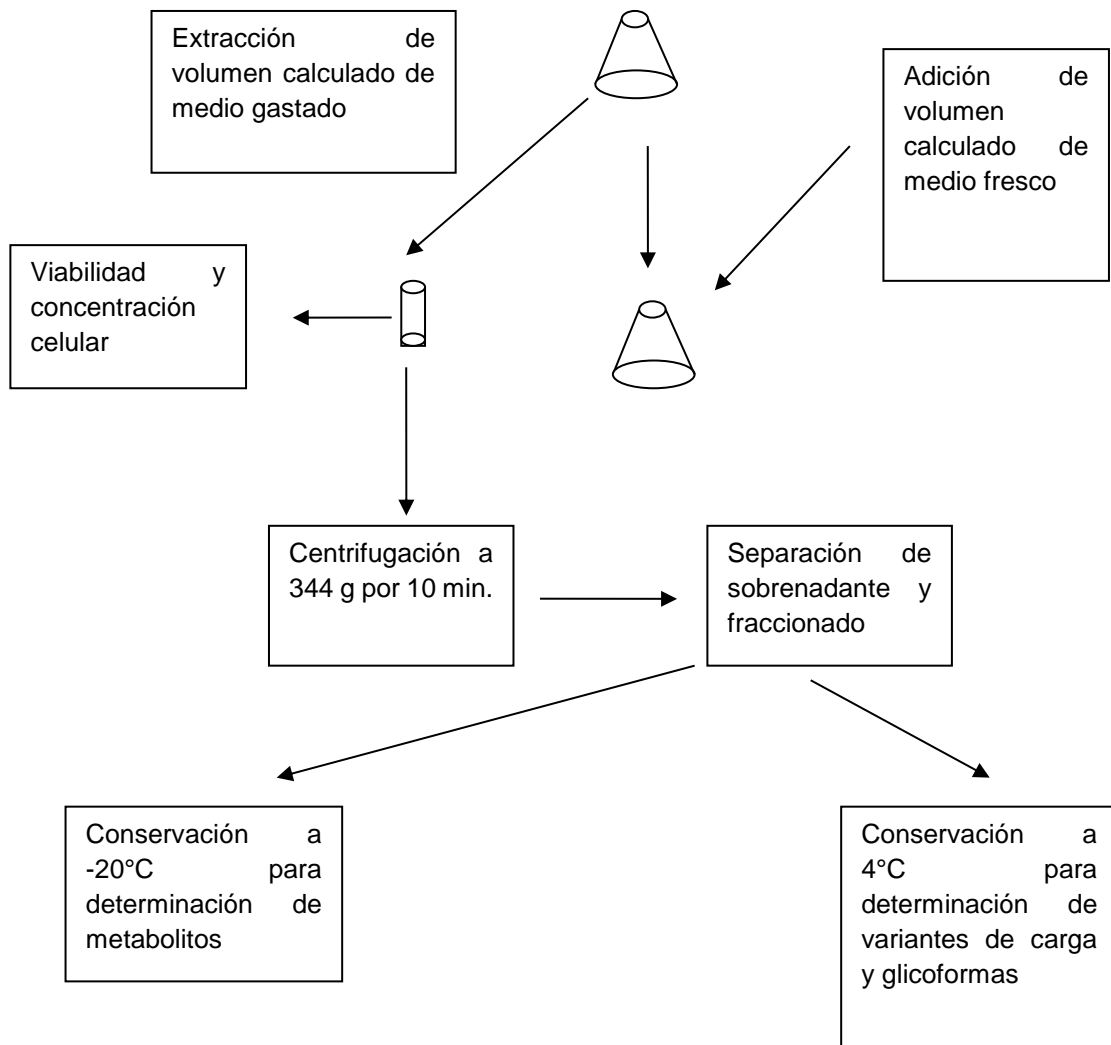 Extracción de
volumen calculado de
medio gastado
Adición de
volumen
calculado de
medio fresco
Viabilidad y
concentración
celular
Centrifugación a
344 g por 10 min.
Separación de
sobrenadante y
fraccionado
Conservación a
-20°C para
determinación de
metabolitos
Conservación a
4°C para
determinación de
variantes de carga
y glicoformas